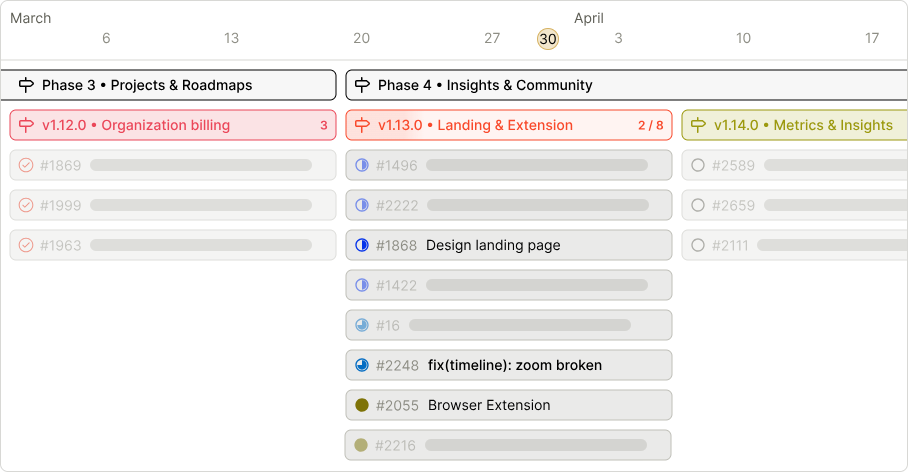 March April
6 13 20 27 30 3 10 17
Phase 3 • Projects & Roadmaps
Phase 4 • Insights & Community
v1.12.0 • Organization billing 3
v1.13.0 • Landing & Extension 2 / 8
v1.14.0 • Metrics & Insights
#1869
#1496
#2589
#1999
#2222
#2659
#1963
#1868 Design landing page
#2111
#1422
#16
#2248 fix(timeline): zoom broken
#2055 Browser Extension
#2216